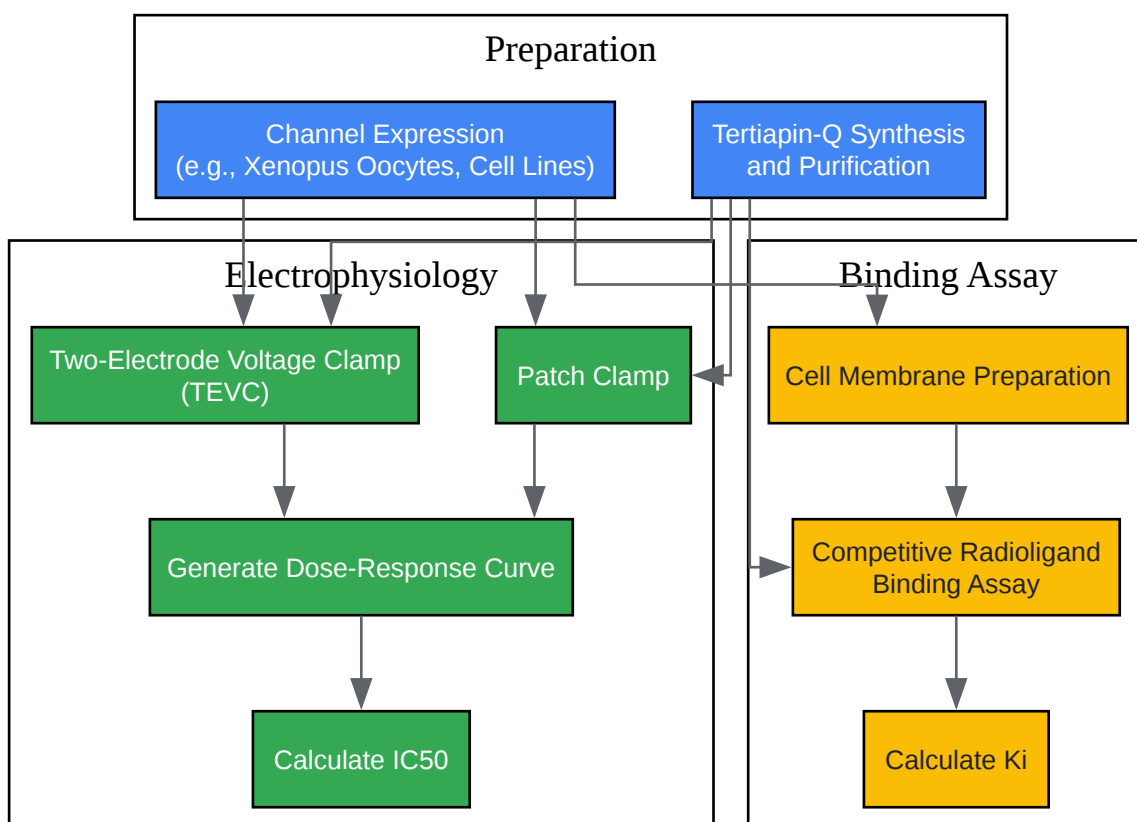 Preparation
Channel Expression
(e.g., Xenopus Oocytes, Cell Lines)
Tertiapin-Q Synthesis
and Purification
Electrophysiology
Binding Assay
Two-Electrode Voltage Clamp
(TEVC)
Patch Clamp
Cell Membrane Preparation
Generate Dose-Response Curve
Competitive Radioligand
Binding Assay
Calculate IC50
Calculate Ki